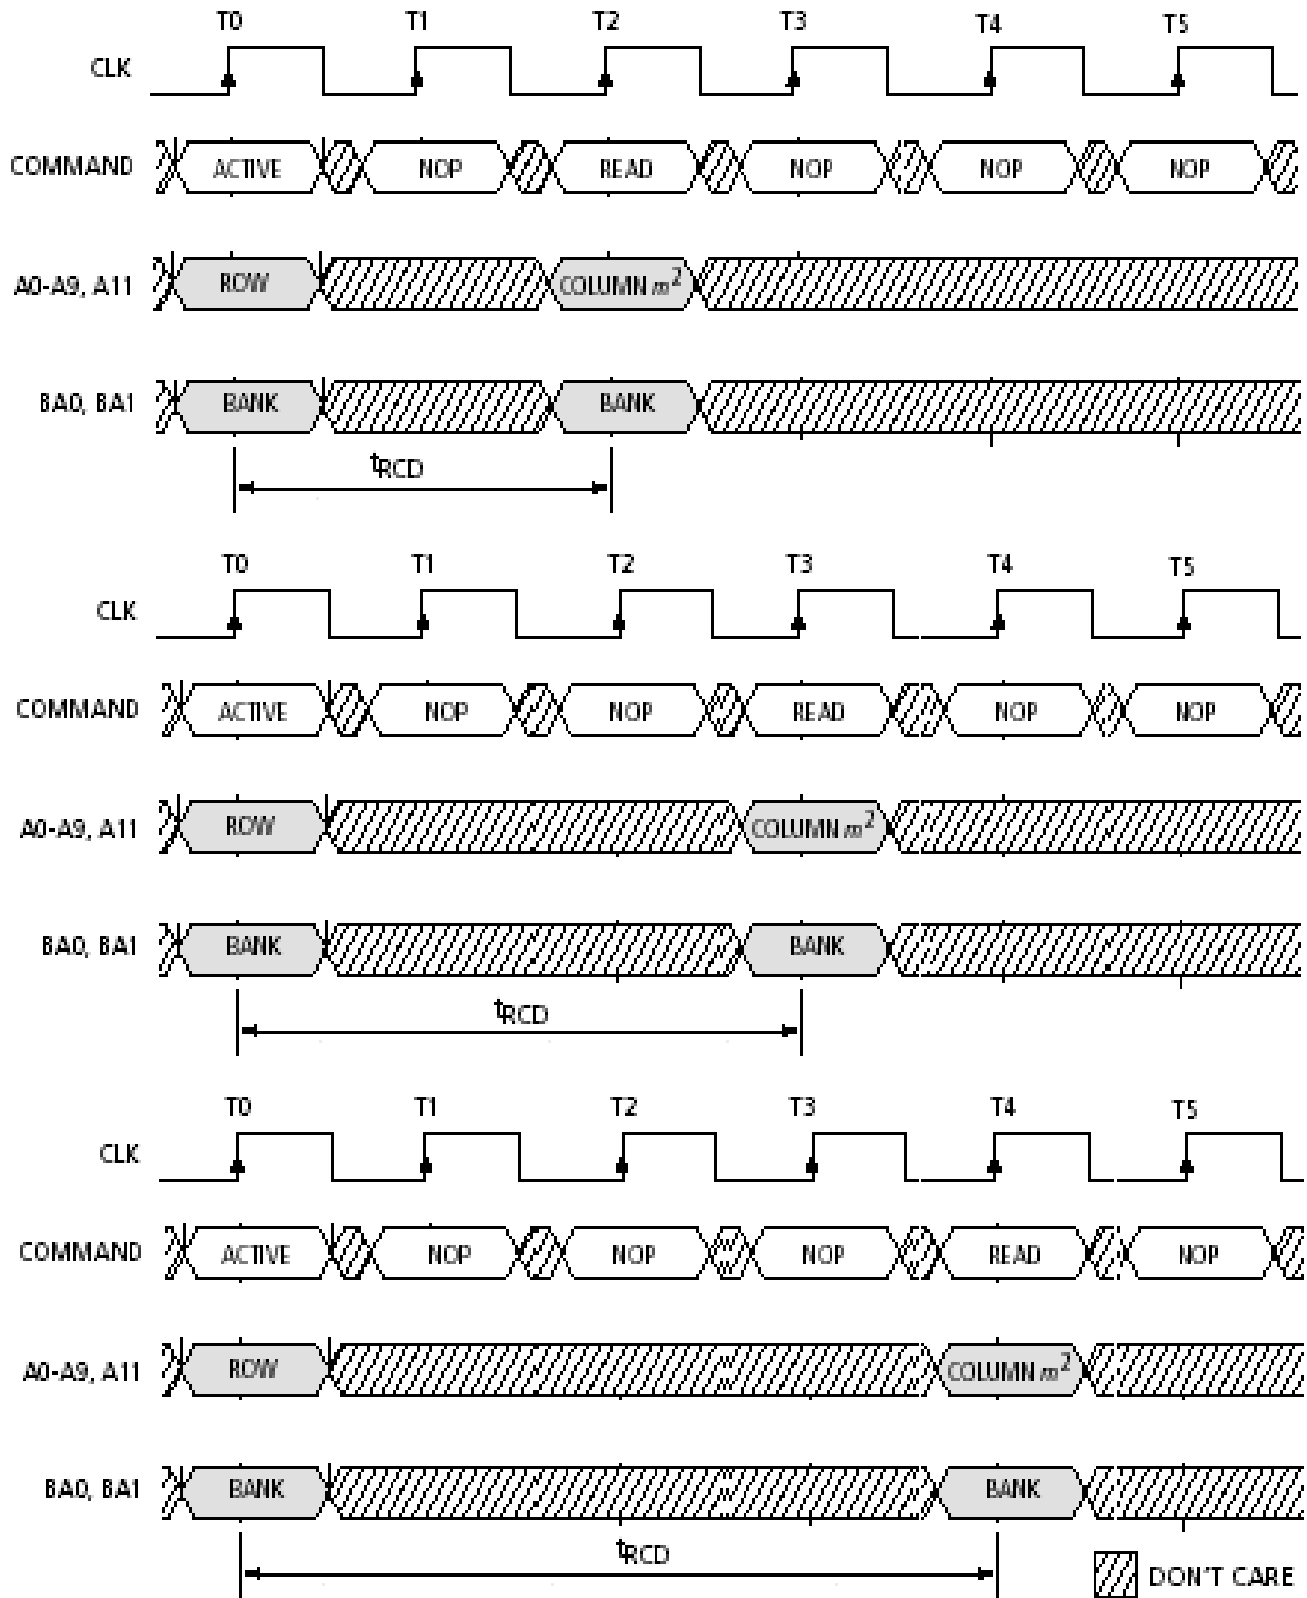 T0 T1 T2 T3 T4 T5
CLK
COMMAND ACTIVE NOP READ NOP NOP NOP
A0-A9, A11 ROW COLUMN m²
BA0, BA1 BANK BANK
tRCD
T0 T1 T2 T3 T4 T5
CLK
COMMAND ACTIVE NOP NOP READ NOP NOP
A0-A9, A11 ROW COLUMN m²
BA0, BA1 BANK BANK
tRCD
T0 T1 T2 T3 T4 T5
CLK
COMMAND ACTIVE NOP NOP NOP READ NOP
A0-A9, A11 ROW COLUMN m²
BA0, BA1 BANK BANK
tRCD
DON'T CARE